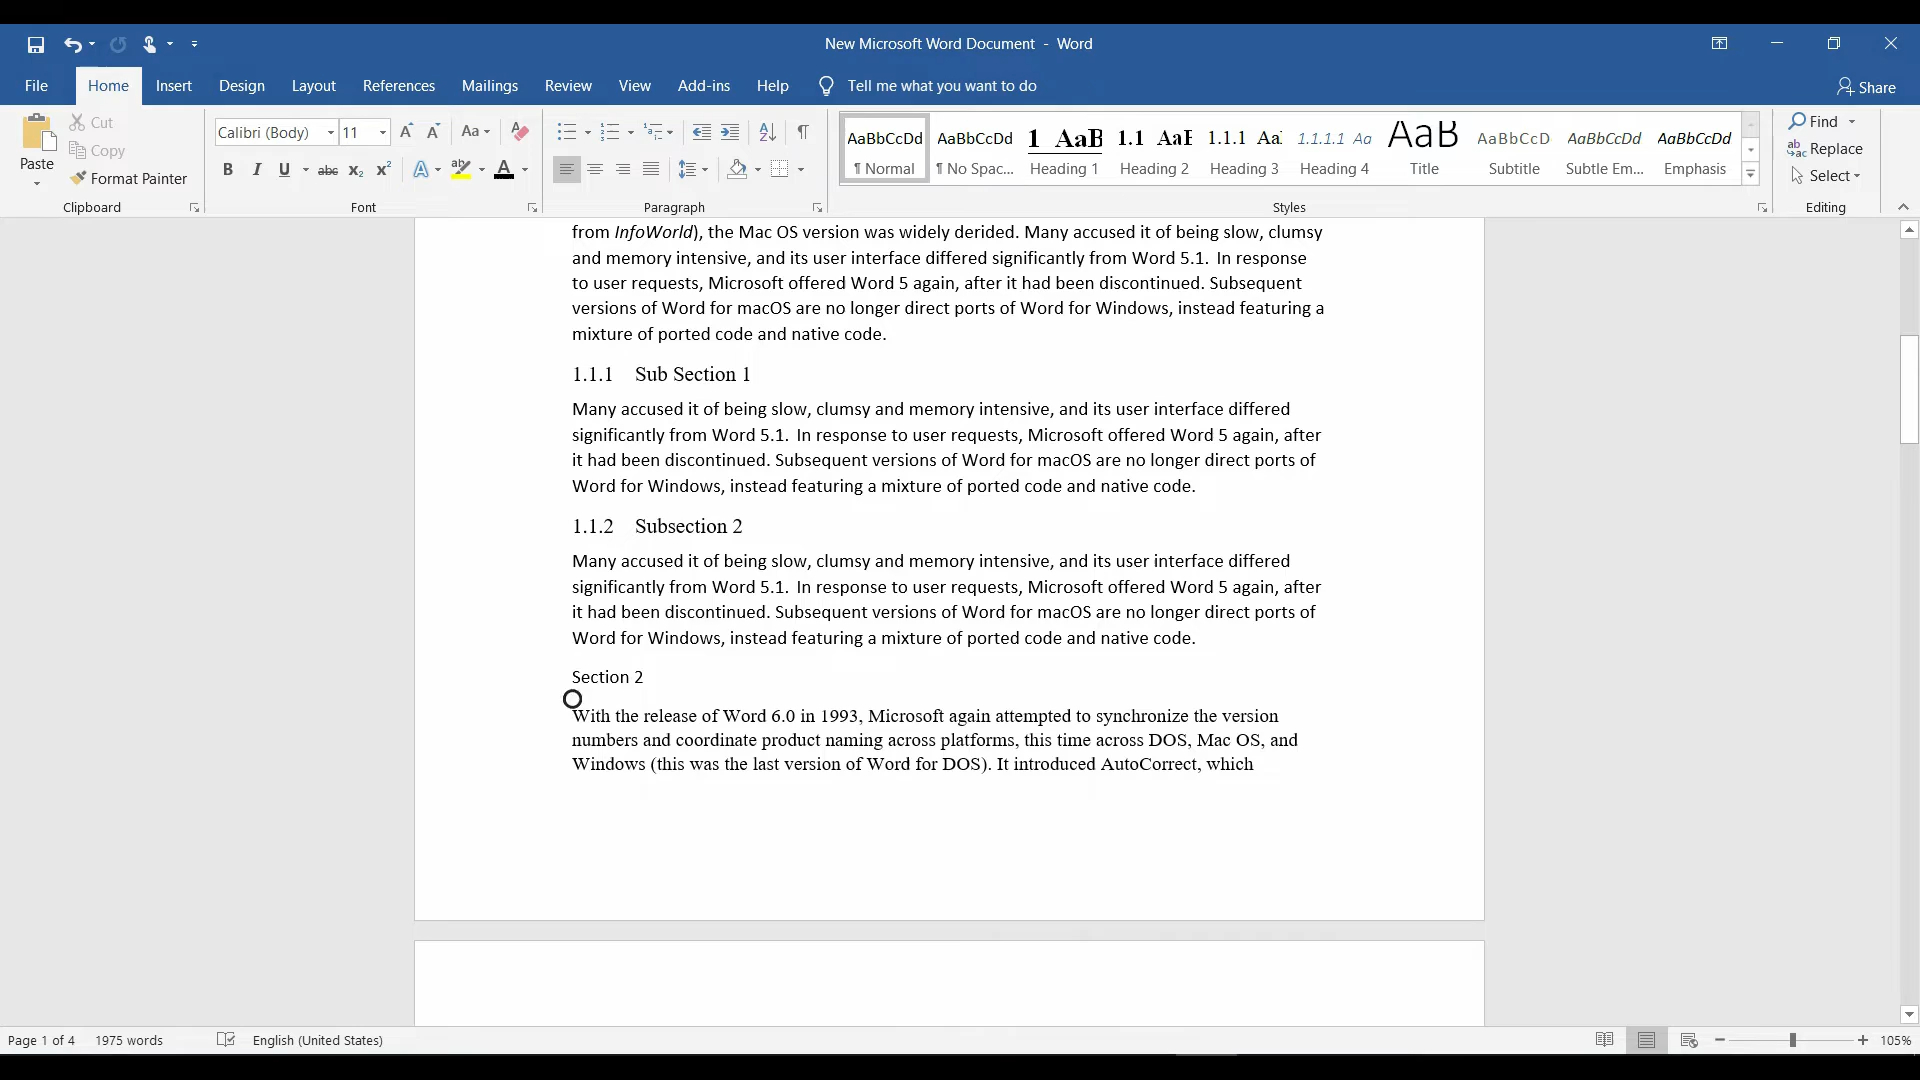 New Microsoft Word Document - Word
File Home Insert Design Layout References Mailings Review View Add-ins Help Tell me what you want to do Share
Paste
Cut
Copy
Format Painter
Clipboard
Calibri (Body) 11
Font
Paragraph
AaBbCcDd AaBbCcDd 1 AaB 1.1 AaE 1.1.1 Aa 1.1.1.1 Aa AaB AaBbCcD AaBbCcDd AaBbCcDd
¶ Normal ¶ No Spac... Heading 1 Heading 2 Heading 3 Heading 4 Title Subtitle Subtle Em... Emphasis
Styles
Find
Replace
Select
Editing
from InfoWorld), the Mac OS version was widely derided. Many accused it of being slow, clumsy
and memory intensive, and its user interface differed significantly from Word 5.1. In response
to user requests, Microsoft offered Word 5 again, after it had been discontinued. Subsequent
versions of Word for macOS are no longer direct ports of Word for Windows, instead featuring a
mixture of ported code and native code.
1.1.1 Sub Section 1
Many accused it of being slow, clumsy and memory intensive, and its user interface differed
significantly from Word 5.1. In response to user requests, Microsoft offered Word 5 again, after
it had been discontinued. Subsequent versions of Word for macOS are no longer direct ports of
Word for Windows, instead featuring a mixture of ported code and native code.
1.1.2 Subsection 2
Many accused it of being slow, clumsy and memory intensive, and its user interface differed
significantly from Word 5.1. In response to user requests, Microsoft offered Word 5 again, after
it had been discontinued. Subsequent versions of Word for macOS are no longer direct ports of
Word for Windows, instead featuring a mixture of ported code and native code.
Section 2
With the release of Word 6.0 in 1993, Microsoft again attempted to synchronize the version
numbers and coordinate product naming across platforms, this time across DOS, Mac OS, and
Windows (this was the last version of Word for DOS). It introduced AutoCorrect, which
Page 1 of 4 1975 words English (United States) 105%